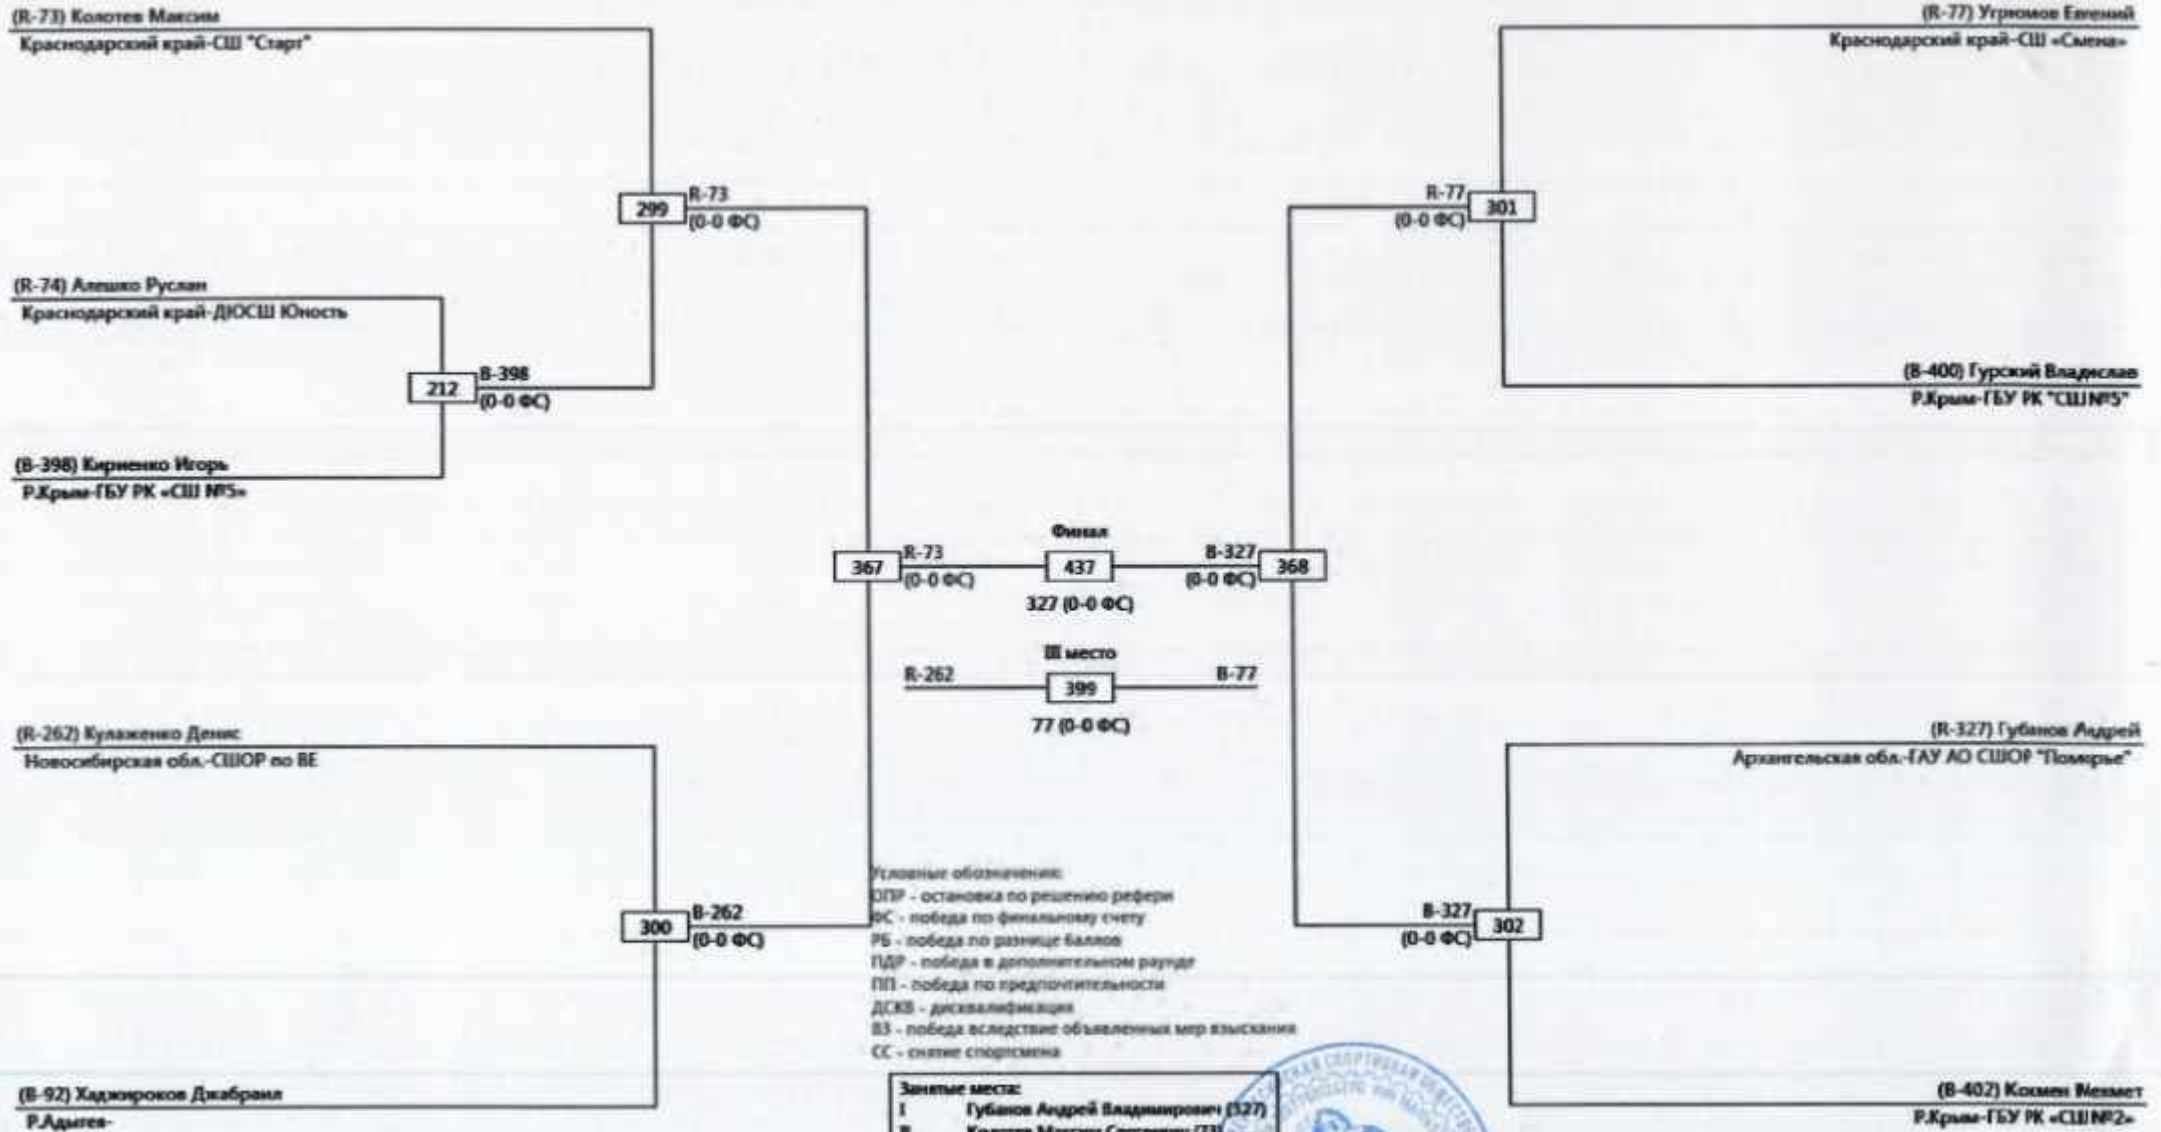 (R-73) Колотев Максим
Краснодарский край-СШ "Старт"
(R-77) Угрюмов Евгений
Краснодарский край-СШ «Смена»
R-73
299
(0-0 ФС)
R-77
301
(0-0 ФС)
(R-74) Алешко Руслан
Краснодарский край-ДЮСШ Юность
B-398
212
(0-0 ФС)
(B-400) Гурский Владислав
Р.Крым-ГБУ РК "СШ№5"
(B-398) Кириенко Игорь
Р.Крым-ГБУ РК «СШ №5»
Финал
367
R-73
(0-0 ФС)
437
B-327
(0-0 ФС)
368
327 (0-0 ФС)
III место
R-262
399
B-77
77 (0-0 ФС)
(R-262) Кулаженко Денис
Новосибирская обл.-СШОР по ВЕ
(R-327) Губанов Андрей
Архангельская обл.-ГАУ АО СШОР "Поморье"
Условные обозначения:
ОПР - остановка по решению рефери
ФС - победа по финальному счету
РБ - победа по разнице баллов
ПДР - победа в дополнительном раунде
ПП - победа по предпочтительности
ДСКВ - дисквалификация
ВЗ - победа вследствие объявленных мер взыскания
СС - снятие спортсмена
B-262
300
(0-0 ФС)
B-327
302
(0-0 ФС)
(B-92) Хаджироков Джабраил
Р.Адыгея-
(B-402) Кокмен Мехмет
Р.Крым-ГБУ РК «СШ№2»
Занятые места:
I Губанов Андрей Владимирович (327)
II Колотев Максим Сергеевич (73)